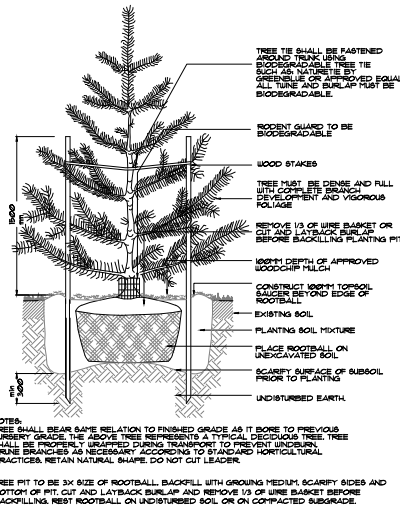 TREE TIE SHALL BE FASTENED
AROUND TRUNK USING
BIODEGRADABLE TREE TIE
SUCH AS: NATURETIE BY
GREENBLUE OR APPROVED EQUA
ALL TWINE AND BURLAP MUST BE
BIODEGRADABLE.
RODENT GUARD TO BE
BIODEGRADABLE
WOOD STAKES
TREE MUST BE DENSE AND FULL
WITH COMPLETE BRANCH
DEVELOPMENT AND VIGOROUS
FOLIAGE
REMOVE 1/3 OF WIRE BASKET OR
CUT AND LAYBACK BURLAP
BEFORE BACKILLING PLANTING PIT
100MM DEPTH OF APPROVED
WOODCHIP MULCH
CONSTRUCT 100MM TOPSOIL
SAUCER BEYOND EDGE OF
ROOTBALL
EXISTING SOIL
PLANTING SOIL MIXTURE
PLACE ROOTBALL ON
UNEXCAVATED SOIL
SCARIFY SURFACE OF SUBSOIL
PRIOR TO PLANTING
UNDISTURBED EARTH.
1500
min
300
OTES:
REE SHALL BEAR SAME RELATION TO FINISHED GRADE AS IT BORE TO PREVIOUS
URSERY GRADE. THE ABOVE TREE REPRESENTS A TYPICAL DECIDUOUS TREE. TREE
HALL BE PROPERLY WRAPPED DURING TRANSPORT TO PREVENT WINDBURN.
RUNE BRANCHES AS NECESSARY ACCORDING TO STANDARD HORTICULTURAL
RACTICES. RETAIN NATURAL SHAPE. DO NOT CUT LEADER.
REE PIT TO BE 3X SIZE OF ROOTBALL. BACKFILL WITH GROWING MEDIUM. SCARIFY SIDES AND
OTTOM OF PIT. CUT AND LAYBACK BURLAP AND REMOVE 1/3 OF WIRE BASKET BEFORE
ACKFILLING. REST ROOTBALL ON UNDISTURBED SOIL OR ON COMPACTED SUBGRADE.